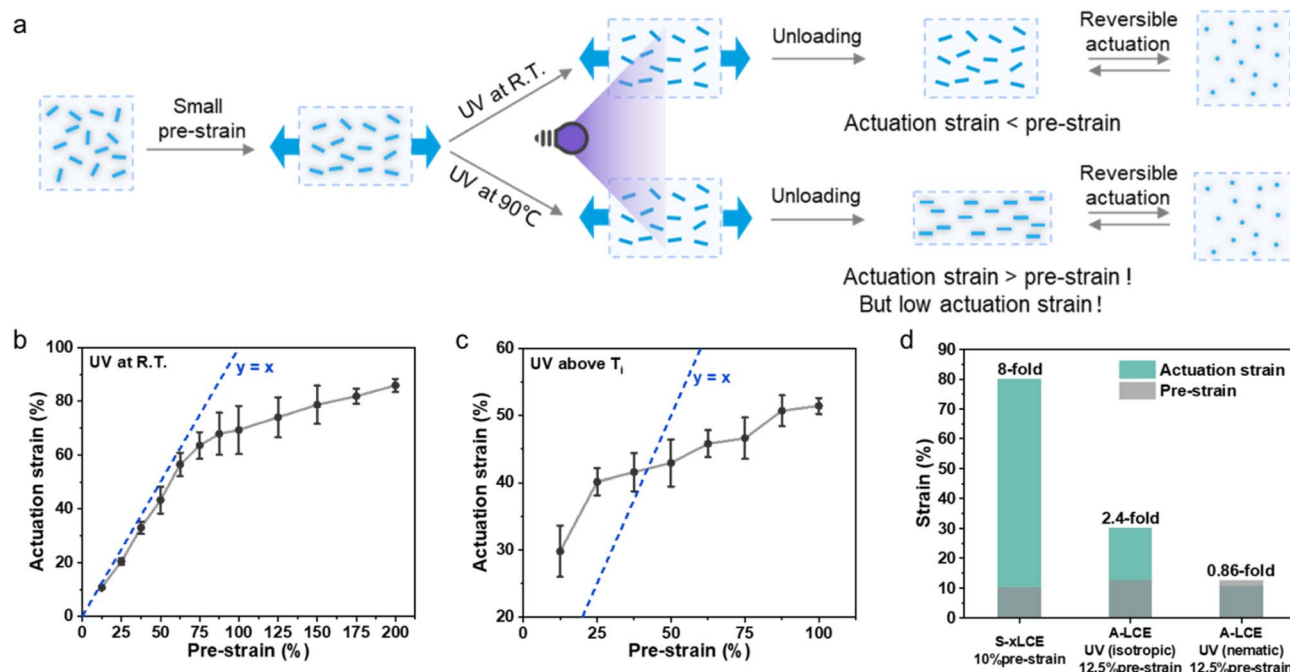 a
Small
pre-strain
UV at R.T.
UV at 90°C
Unloading
Reversible
actuation
Actuation strain < pre-strain
Unloading
Reversible
actuation
Actuation strain > pre-strain !
But low actuation strain !
b
UV at R.T.
y = x
Actuation strain (%)
100
80
60
40
20
0
0 25 50 75 100 125 150 175 200
Pre-strain (%)
c
UV above Ti
y = x
Actuation strain (%)
60
50
40
30
20
0 25 50 75 100
Pre-strain (%)
d
Actuation strain
Pre-strain
8-fold
2.4-fold
0.86-fold
Strain (%)
90
80
70
60
50
40
30
20
10
0
S-xLCE
10%pre-strain
A-LCE
UV (isotropic)
12.5%pre-strain
A-LCE
UV (nematic)
12.5%pre-strain